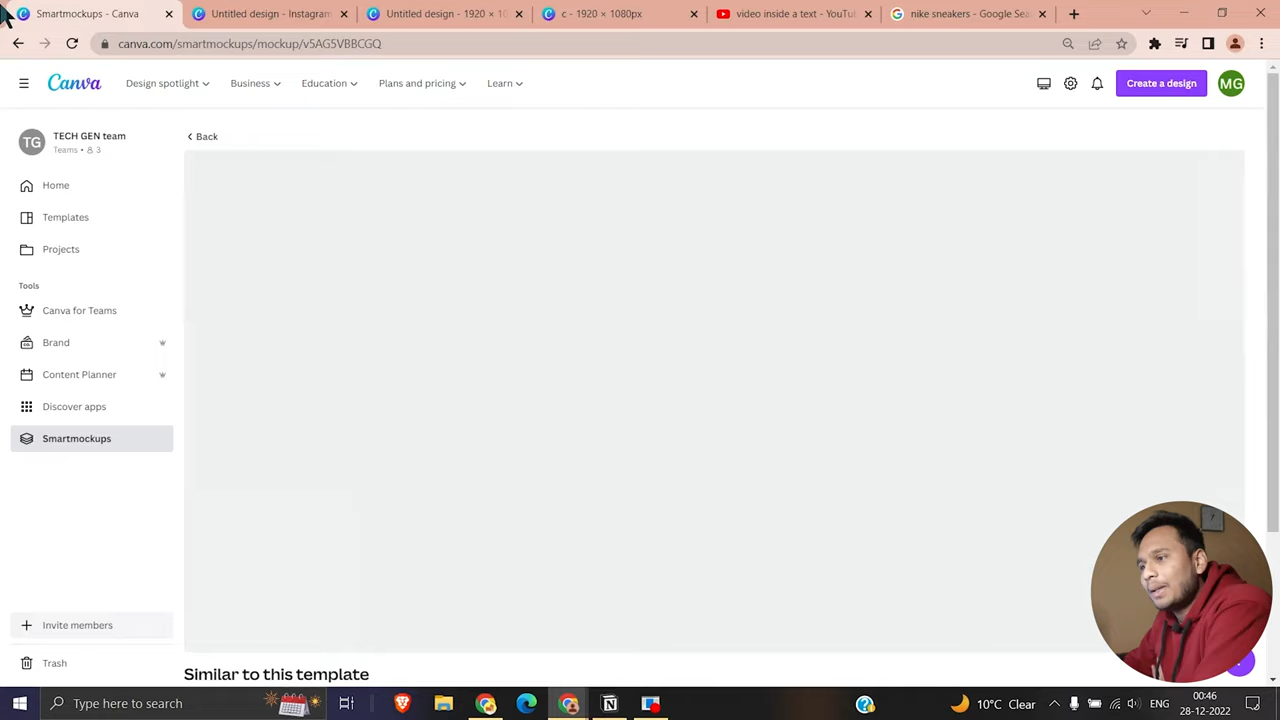 Smartmockups - Canva
Untitled design - Instagram
Untitled design - 1920 × 10
c - 1920 × 1080px
video inside a text - YouTu
nike sneakers - Google Sea
canva.com/smartmockups/mockup/v5AG5VBBCGQ
Canva
Design spotlight
Business
Education
Plans and pricing
Learn
Create a design
MG
TG
TECH GEN team
Teams • 3
Back
Home
Templates
Projects
Tools
Canva for Teams
Brand
Content Planner
Discover apps
Smartmockups
Invite members
Trash
Similar to this template
Type here to search
10°C Clear
ENG
00:46
28-12-2022